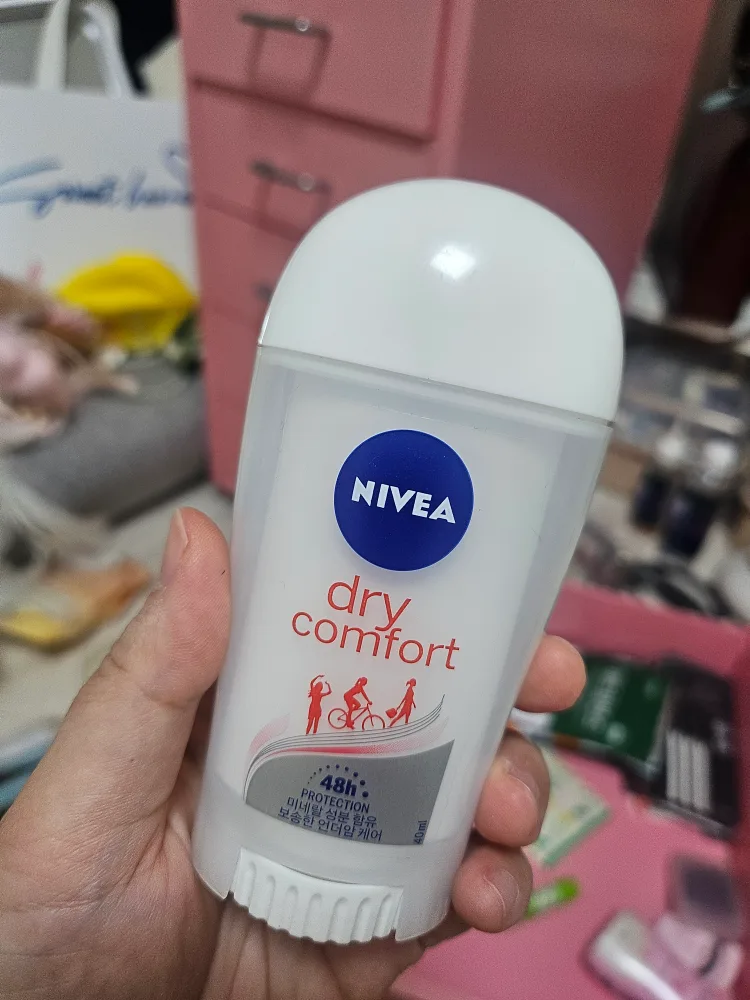 NIVEA
dry
comfort
48h
PROTECTION
미네랄 성분 함유
보송한 언더암 케어
40ml